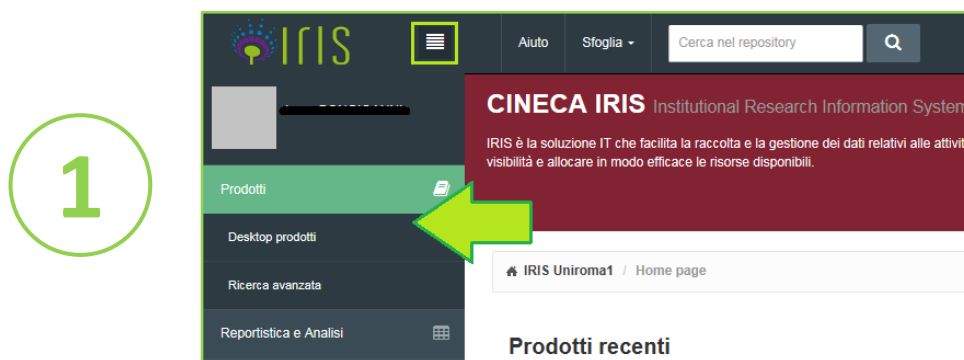 IRIS
Aiuto
Sfoglia
Cerca nel repository
CINECA IRIS Institutional Research Information System
IRIS è la soluzione IT che facilita la raccolta e la gestione dei dati relativi alle
visibilità e allocare in modo efficace le risorse disponibili.
1
Prodotti
Desktop prodotti
Ricerca avanzata
Reportistica e Analisi
IRIS Uniroma1 / Home page
Prodotti recenti